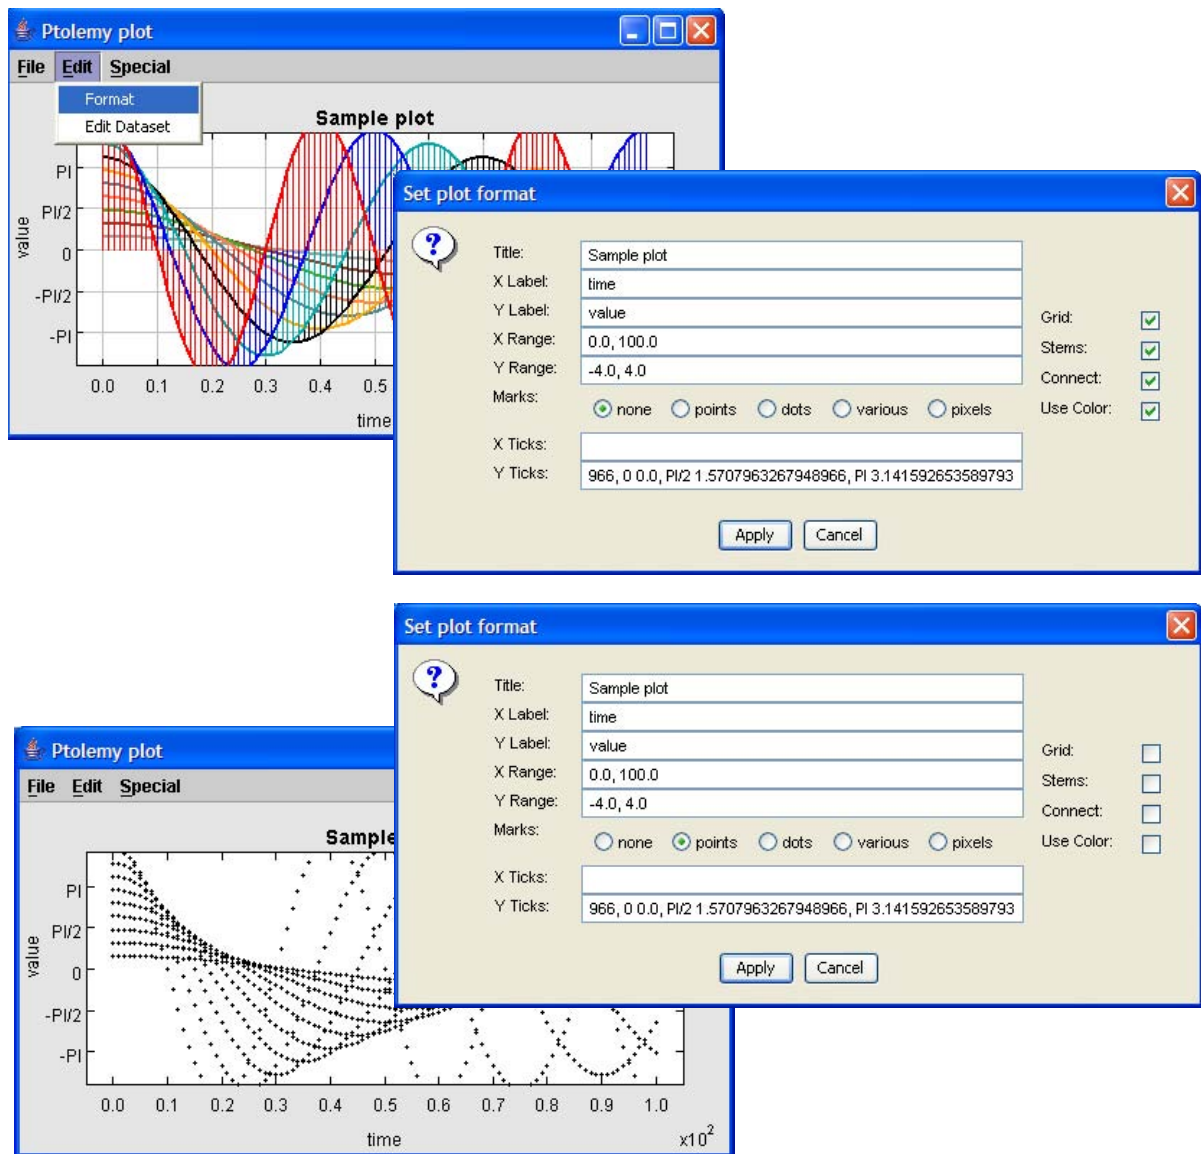 Ptolemy plot
File Edit Special
Format
Edit Dataset
Sample plot
PI
PI/2
0
-PI/2
-PI
value
0.0 0.1 0.2 0.3 0.4 0.5
time
Set plot format
?
Title: Sample plot
X Label: time
Y Label: value
X Range: 0.0, 100.0
Y Range: -4.0, 4.0
Marks: none points dots various pixels
X Ticks:
Y Ticks: 966, 0 0.0, PI/2 1.5707963267948966, PI 3.141592653589793
Grid:
Stems:
Connect:
Use Color:
Apply Cancel
Set plot format
?
Title: Sample plot
X Label: time
Y Label: value
X Range: 0.0, 100.0
Y Range: -4.0, 4.0
Marks: none points dots various pixels
X Ticks:
Y Ticks: 966, 0 0.0, PI/2 1.5707963267948966, PI 3.141592653589793
Grid:
Stems:
Connect:
Use Color:
Apply Cancel
Ptolemy plot
File Edit Special
Sample
PI
PI/2
0
-PI/2
-PI
value
0.0 0.1 0.2 0.3 0.4 0.5 0.6 0.7 0.8 0.9 1.0
time x10²